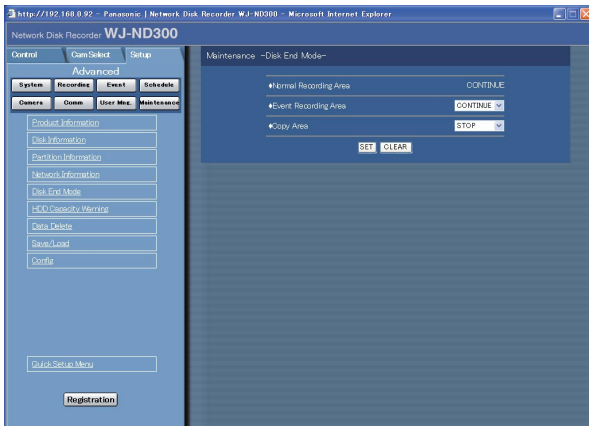 http://192.168.0.92 - Panasonic | Network Disk Recorder WJ-ND300 - Microsoft Internet Explorer
Network Disk Recorder WJ-ND300
Control Cam Select Setup
Advanced
System Recording Event Schedule
Camera Comm User Mng. Maintenance
Product Information
Disk Information
Partition Information
Network Information
Disk End Mode
HDD Capacity Warning
Data Delete
Save/Load
Config
Quick Setup Menu
Registration
Maintenance -Disk End Mode-
♦Normal Recording Area CONTINUE
♦Event Recording Area CONTINUE
♦Copy Area STOP
SET CLEAR